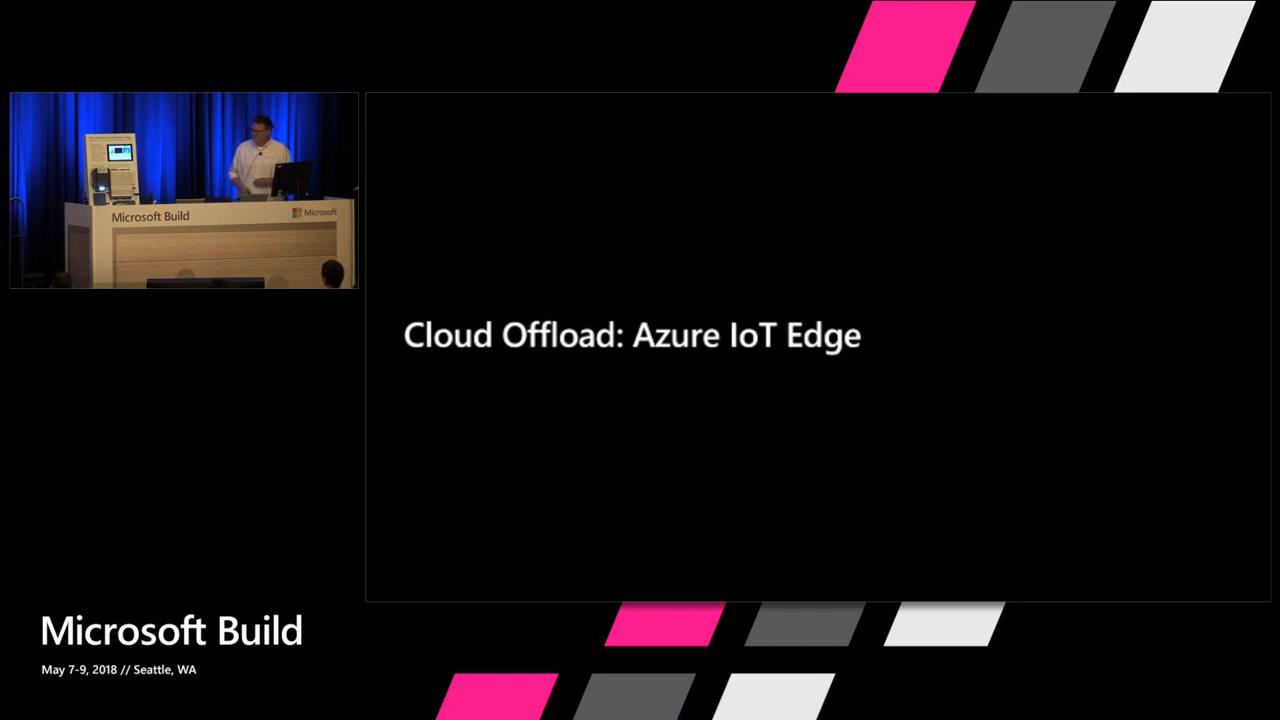 Microsoft Build
Microsoft
Cloud Offload: Azure IoT Edge
Microsoft Build
May 7-9, 2018 // Seattle, WA